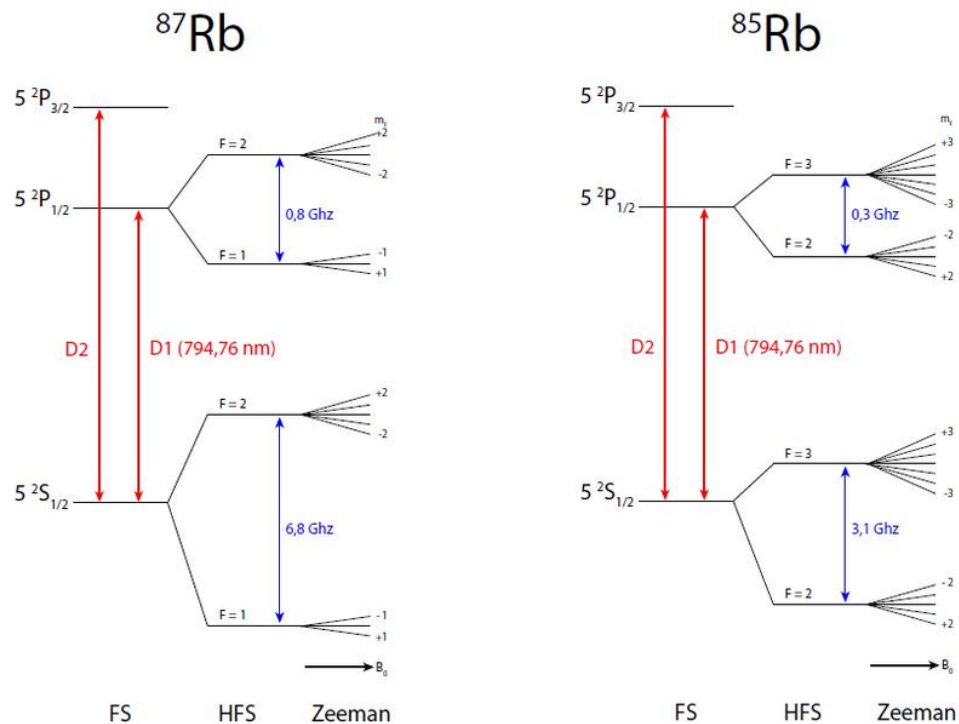 ⁸⁷Rb
5 ²P₃/₂
m_F
+2
F = 2
-2
5 ²P₁/₂
0,8 Ghz
F = 1
-1
+1
D2
D1 (794,76 nm)
F = 2
+2
-2
5 ²S₁/₂
6,8 Ghz
F = 1
- 1
+1
B₀
FS HFS Zeeman
⁸⁵Rb
5 ²P₃/₂
m_F
+3
F = 3
-3
5 ²P₁/₂
0,3 Ghz
F = 2
-2
+2
D2
D1 (794,76 nm)
F = 3
+3
-3
5 ²S₁/₂
3,1 Ghz
F = 2
- 2
+2
B₀
FS HFS Zeeman